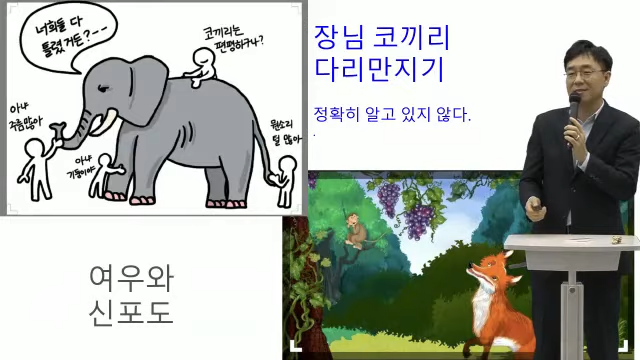 너희들 다
틀렸거든?---
코끼리는
편평하구나?
아냐
주름많아
아냐
기둥이야
뭔소리
털 많아
장님 코끼리
다리만지기
정확히 알고 있지 않다.
.
여우와
신포도